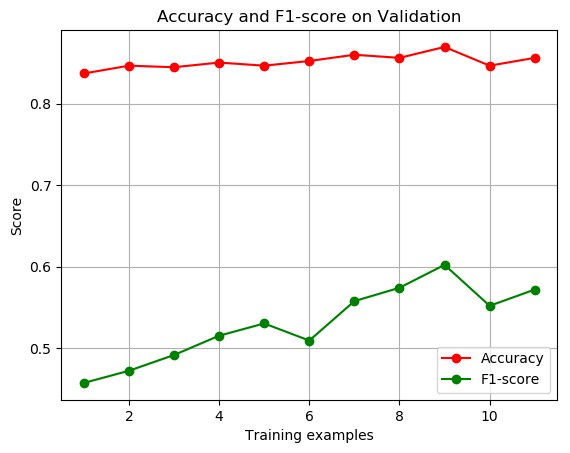 Accuracy and F1-score on Validation
0.8
0.7
0.6
0.5
Score
2 4 6 8 10
Training examples
Accuracy
F1-score